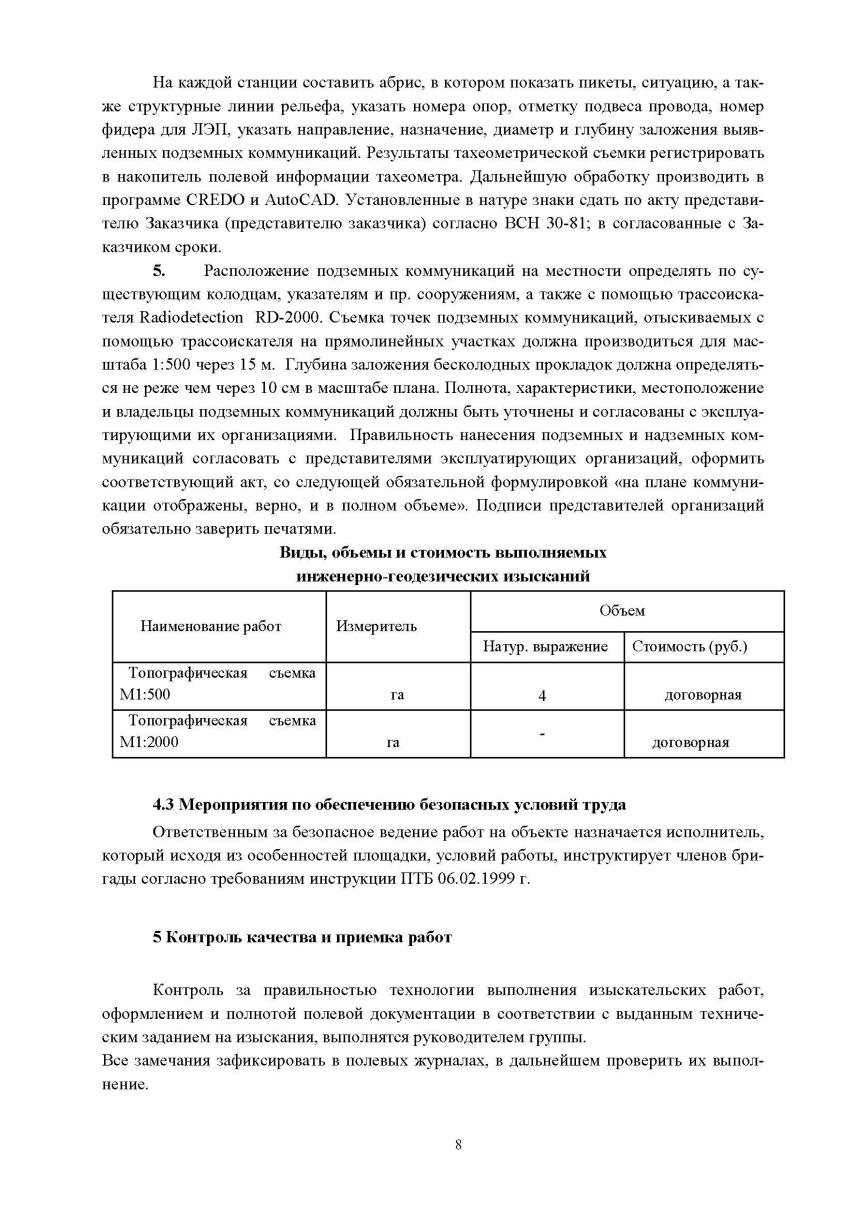 На каждой станции составить абрис, в котором показать пикеты, ситуацию, а так-
же структурные линии рельефа, указать номера опор, отметку подвеса провода, номер
фидера для ЛЭП, указать направление, назначение, диаметр и глубину заложения выяв-
ленных подземных коммуникаций. Результаты тахеометрической съемки регистрировать
в накопитель полевой информации тахеометра. Дальнейшую обработку производить в
программе CREDO и AutoCAD. Установленные в натуре знаки сдать по акту представи-
телю Заказчика (представителю заказчика) согласно ВСН 30-81; в согласованные с За-
казчиком сроки.
5. Расположение подземных коммуникаций на местности определять по су-
ществующим колодцам, указателям и пр. сооружениям, а также с помощью трассоиска-
теля Radiodetection RD-2000. Съемка точек подземных коммуникаций, отыскиваемых с
помощью трассоискателя на прямолинейных участках должна производиться для мас-
штаба 1:500 через 15 м. Глубина заложения бесколодных прокладок должна определять-
ся не реже чем через 10 см в масштабе плана. Полнота, характеристики, местоположение
и владельцы подземных коммуникаций должны быть уточнены и согласованы с эксплуа-
тирующими их организациями. Правильность нанесения подземных и надземных ком-
муникаций согласовать с представителями эксплуатирующих организаций, оформить
соответствующий акт, со следующей обязательной формулировкой «на плане коммуни-
кации отображены, верно, и в полном объеме». Подписи представителей организаций
обязательно заверить печатями.
Виды, объемы и стоимость выполняемых
инженерно-геодезических изысканий
Наименование работ Измеритель Объем
Натур. выражение Стоимость (руб.)
Топографическая съемка
М1:500 га 4 договорная
Топографическая съемка
М1:2000 га - договорная
4.3 Мероприятия по обеспечению безопасных условий труда
Ответственным за безопасное ведение работ на объекте назначается исполнитель,
который исходя из особенностей площадки, условий работы, инструктирует членов бри-
гады согласно требованиям инструкции ПТБ 06.02.1999 г.
5 Контроль качества и приемка работ
Контроль за правильностью технологии выполнения изыскательских работ,
оформлением и полнотой полевой документации в соответствии с выданным техниче-
ским заданием на изыскания, выполнятся руководителем группы.
Все замечания зафиксировать в полевых журналах, в дальнейшем проверить их выпол-
нение.
8